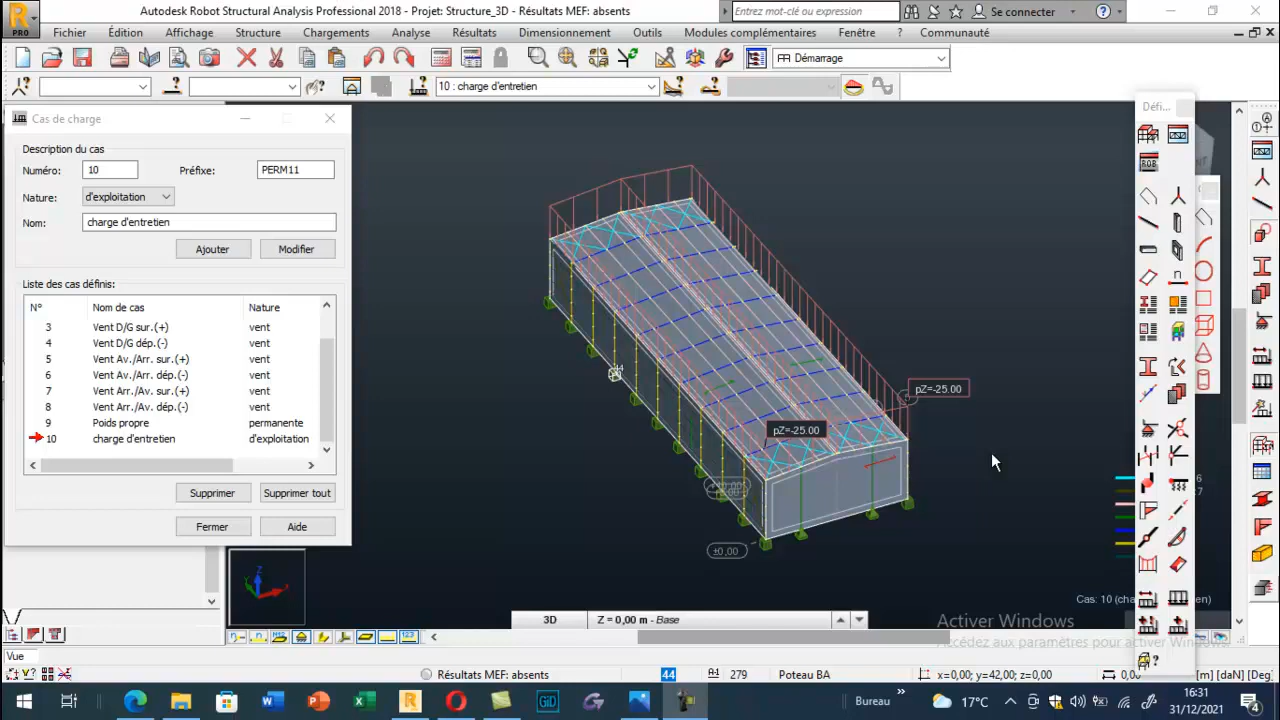 Autodesk Robot Structural Analysis Professional 2018 - Projet: Structure_3D - Résultats MEF: absents
Entrez mot-clé ou expression
Se connecter
PRO
Fichier Édition Affichage Structure Chargements Analyse Résultats Dimensionnement Outils Modules complémentaires Fenêtre ? Communauté
Démarrage
10 : charge d'entretien
Cas de charge
Description du cas
Numéro: 10 Préfixe: PERM11
Nature: d'exploitation
Nom: charge d'entretien
Ajouter Modifier
Liste des cas définis:
N° Nom de cas Nature
3 Vent D/G sur.(+) vent
4 Vent D/G dép.(-) vent
5 Vent Av./Arr. sur.(+) vent
6 Vent Av./Arr. dép.(-) vent
7 Vent Arr./Av. sur.(+) vent
8 Vent Arr./Av. dép.(-) vent
9 Poids propre permanente
10 charge d'entretien d'exploitation
Supprimer Supprimer tout
Fermer Aide
Défi...
pZ=-25.00
pZ=-25.00
±0,00
3D Z = 0,00 m - Base
Activer Windows
Accédez aux paramètres pour activer Windows.
Vue
Résultats MEF: absents 44 279 Poteau BA x=0,00; y=42,00; z=0,00 0,00 [m] [daN] [Deg]
Bureau 17°C 16:31
31/12/2021